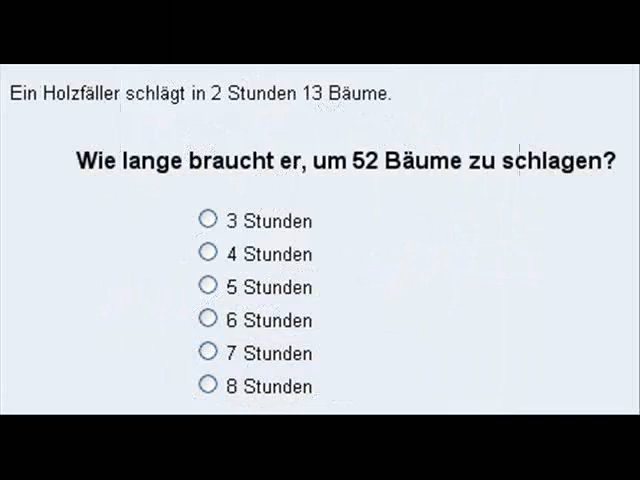 Ein Holzfäller schlägt in 2 Stunden 13 Bäume.
Wie lange braucht er, um 52 Bäume zu schlagen?
3 Stunden
4 Stunden
5 Stunden
6 Stunden
7 Stunden
8 Stunden